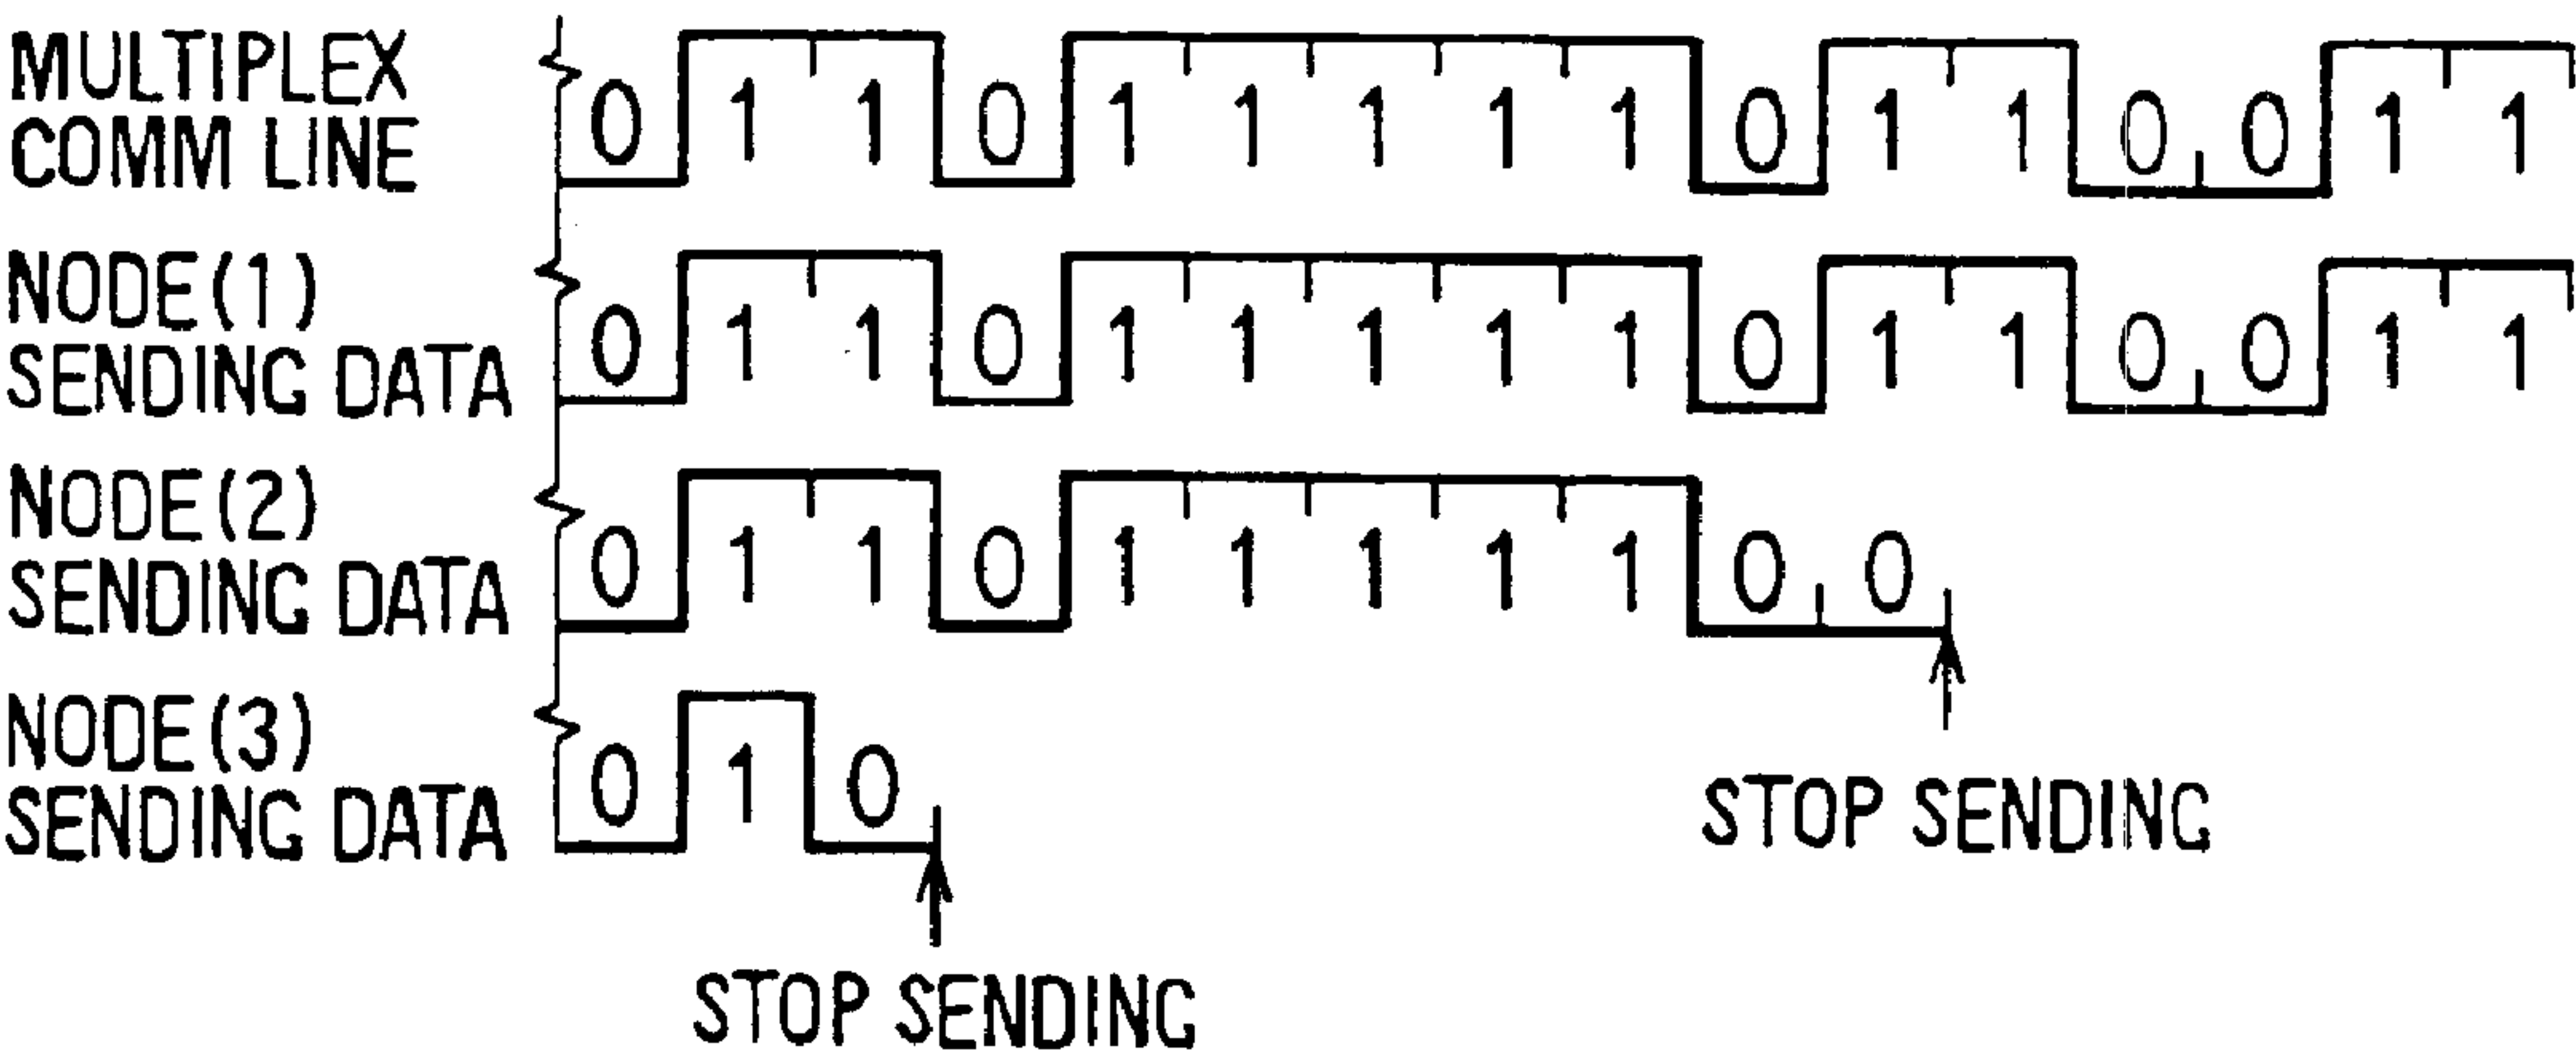 MULTIPLEX
COMM LINE
0 1 1 0 1 1 1 1 1 0 1 1 0 0 1 1
NODE(1)
SENDING DATA
0 1 1 0 1 1 1 1 1 0 1 1 0 0 1 1
NODE(2)
SENDING DATA
0 1 1 0 1 1 1 1 1 0 0
NODE(3)
SENDING DATA
0 1 0
STOP SENDING
STOP SENDING